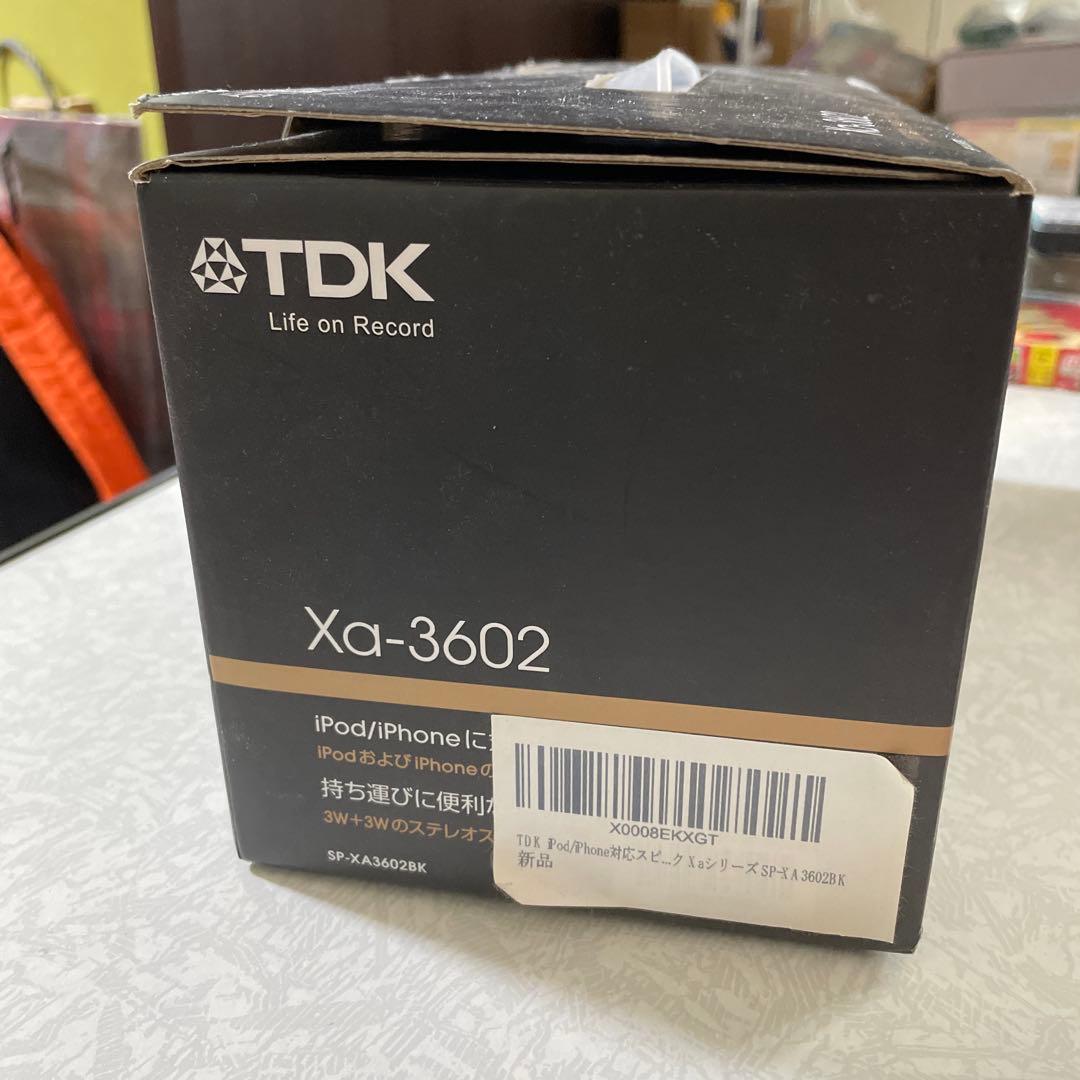 TDK
Life on Record
Xa-3602
iPod/iPhoneに
iPodおよびiPhoneの
持ち運びに便利
3W+3Wのステレオス
SP-XA3602BK
X0008EKXGT
TDK iPod/iPhone対応スピ...ク XaシリーズSP-XA3602BK
新品